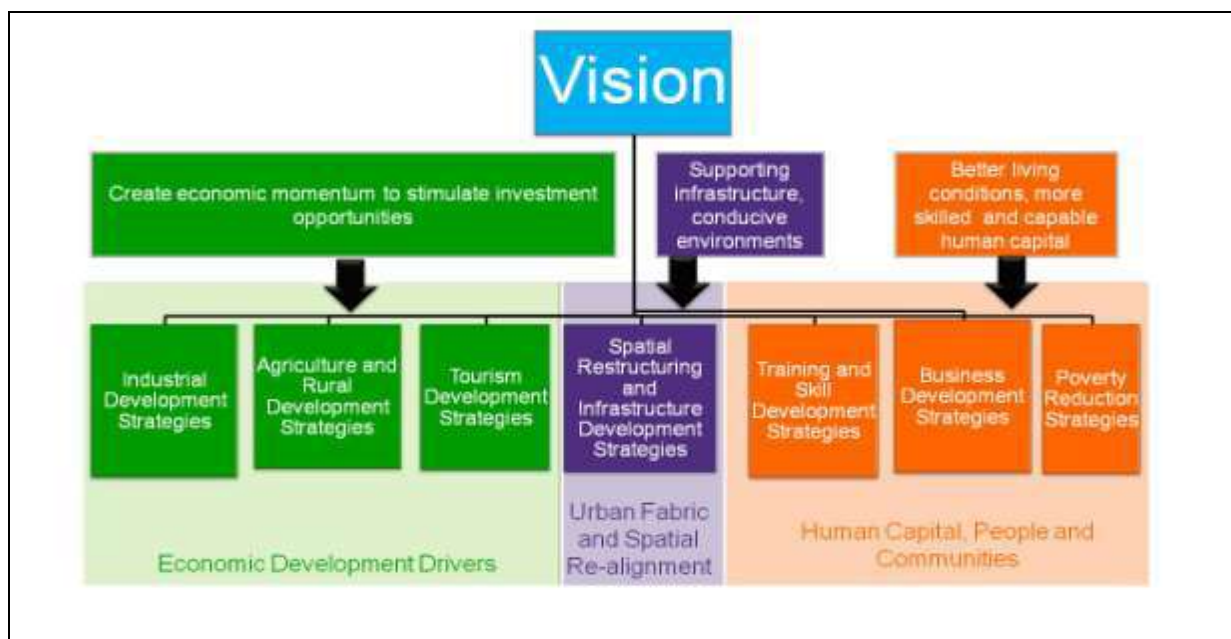 Vision
Create economic momentum to stimulate investment
opportunities
Supporting
infrastructure,
conducive
environments
Better living
conditions, more
skilled and capable
human capital
Industrial
Development
Strategies
Agriculture and
Rural
Development
Strategies
Tourism
Development
Strategies
Spatial
Restructuring
and
Infrastructure
Development
Strategies
Training and
Skill
Development
Strategies
Business
Development
Strategies
Poverty
Reduction
Strategies
Economic Development Drivers
Urban Fabric
and Spatial
Re-alignment
Human Capital, People and
Communities